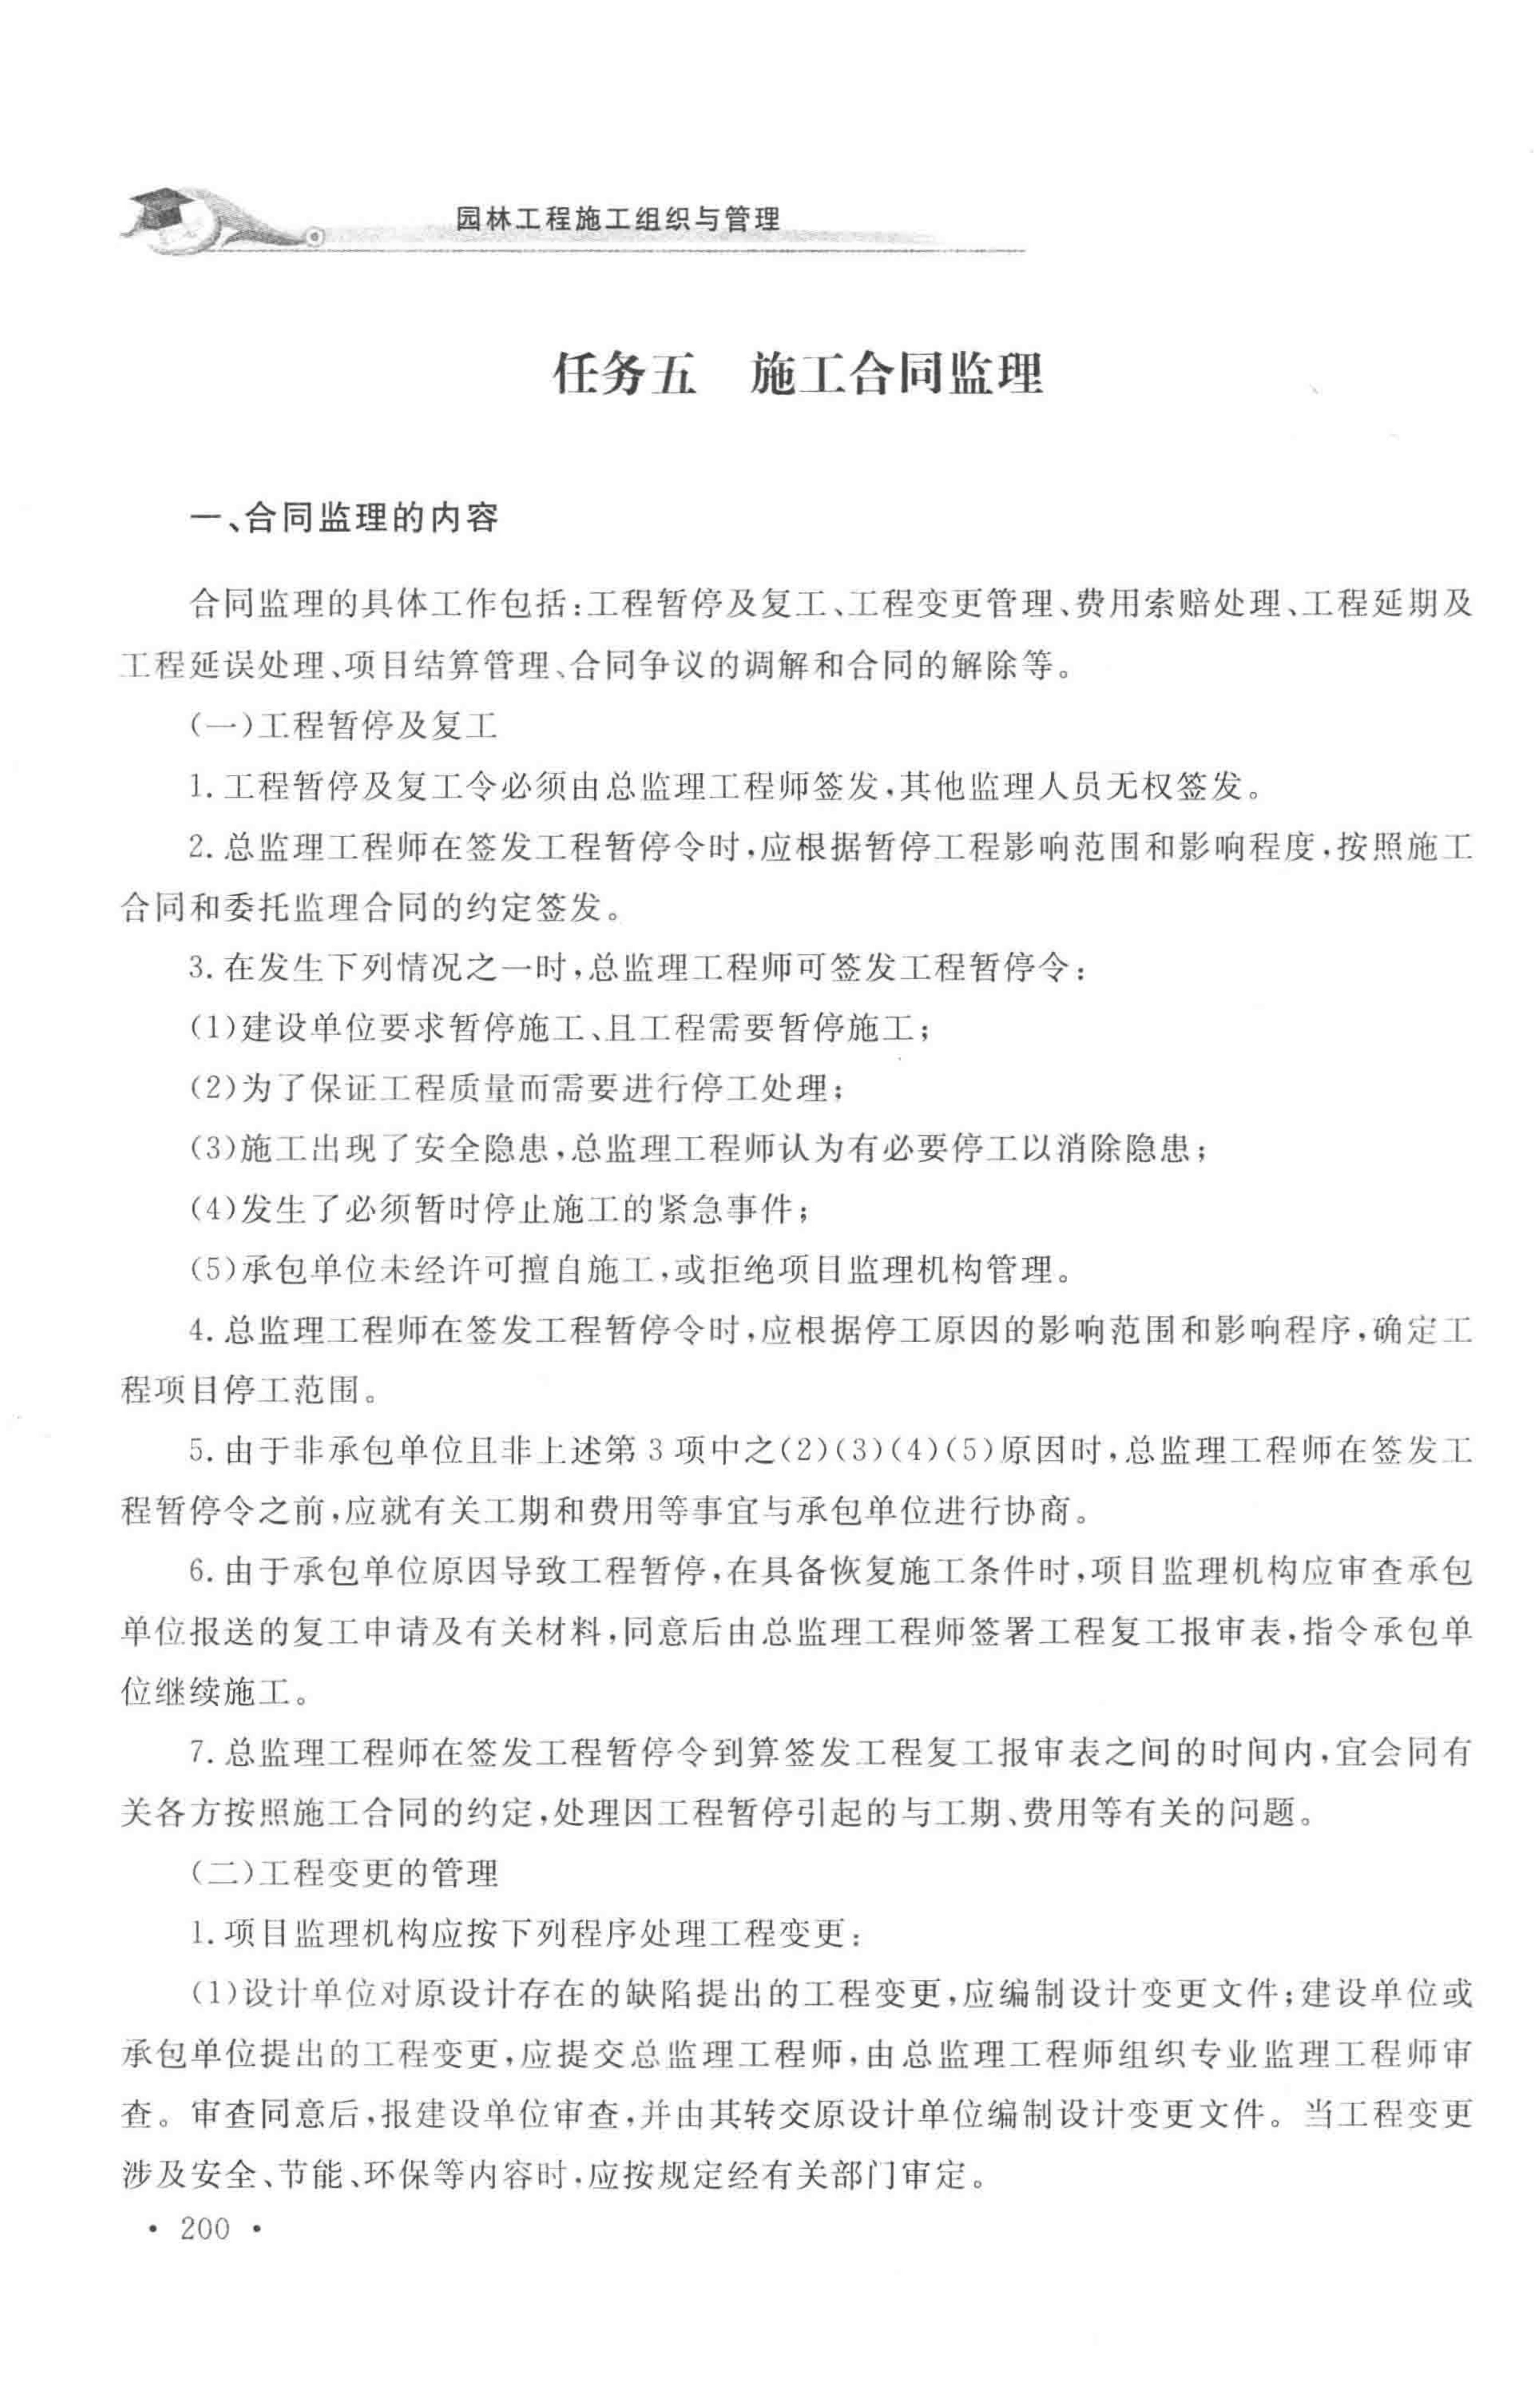 园林工程施工组织与管理
任务五 施工合同监理
一、合同监理的内容
合同监理的具体工作包括:工程暂停及复工、工程变更管理、费用索赔处理、工程延期及
工程延误处理、项目结算管理、合同争议的调解和合同的解除等。
(一)工程暂停及复工
1.工程暂停及复工令必须由总监理工程师签发,其他监理人员无权签发。
2.总监理工程师在签发工程暂停令时,应根据暂停工程影响范围和影响程度,按照施工
合同和委托监理合同的约定签发。
3.在发生下列情况之一时,总监理工程师可签发工程暂停令:
(1)建设单位要求暂停施工、且工程需要暂停施工;
(2)为了保证工程质量而需要进行停工处理;
(3)施工出现了安全隐患,总监理工程师认为有必要停工以消除隐患;
(4)发生了必须暂时停止施工的紧急事件;
(5)承包单位未经许可擅自施工,或拒绝项目监理机构管理。
4.总监理工程师在签发工程暂停令时,应根据停工原因的影响范围和影响程序,确定工
程项目停工范围。
5.由于非承包单位且非上述第 3 项中之(2)(3)(4)(5)原因时,总监理工程师在签发工
程暂停令之前,应就有关工期和费用等事宜与承包单位进行协商。
6.由于承包单位原因导致工程暂停,在具备恢复施工条件时,项目监理机构应审查承包
单位报送的复工申请及有关材料,同意后由总监理工程师签署工程复工报审表,指令承包单
位继续施工。
7.总监理工程师在签发工程暂停令到算签发工程复工报审表之间的时间内,宜会同有
关各方按照施工合同的约定,处理因工程暂停引起的与工期、费用等有关的问题。
(二)工程变更的管理
1.项目监理机构应按下列程序处理工程变更:
(1)设计单位对原设计存在的缺陷提出的工程变更,应编制设计变更文件;建设单位或
承包单位提出的工程变更,应提交总监理工程师,由总监理工程师组织专业监理工程师审
查。审查同意后,报建设单位审查,并由其转交原设计单位编制设计变更文件。当工程变更
涉及安全、节能、环保等内容时,应按规定经有关部门审定。
• 200 •